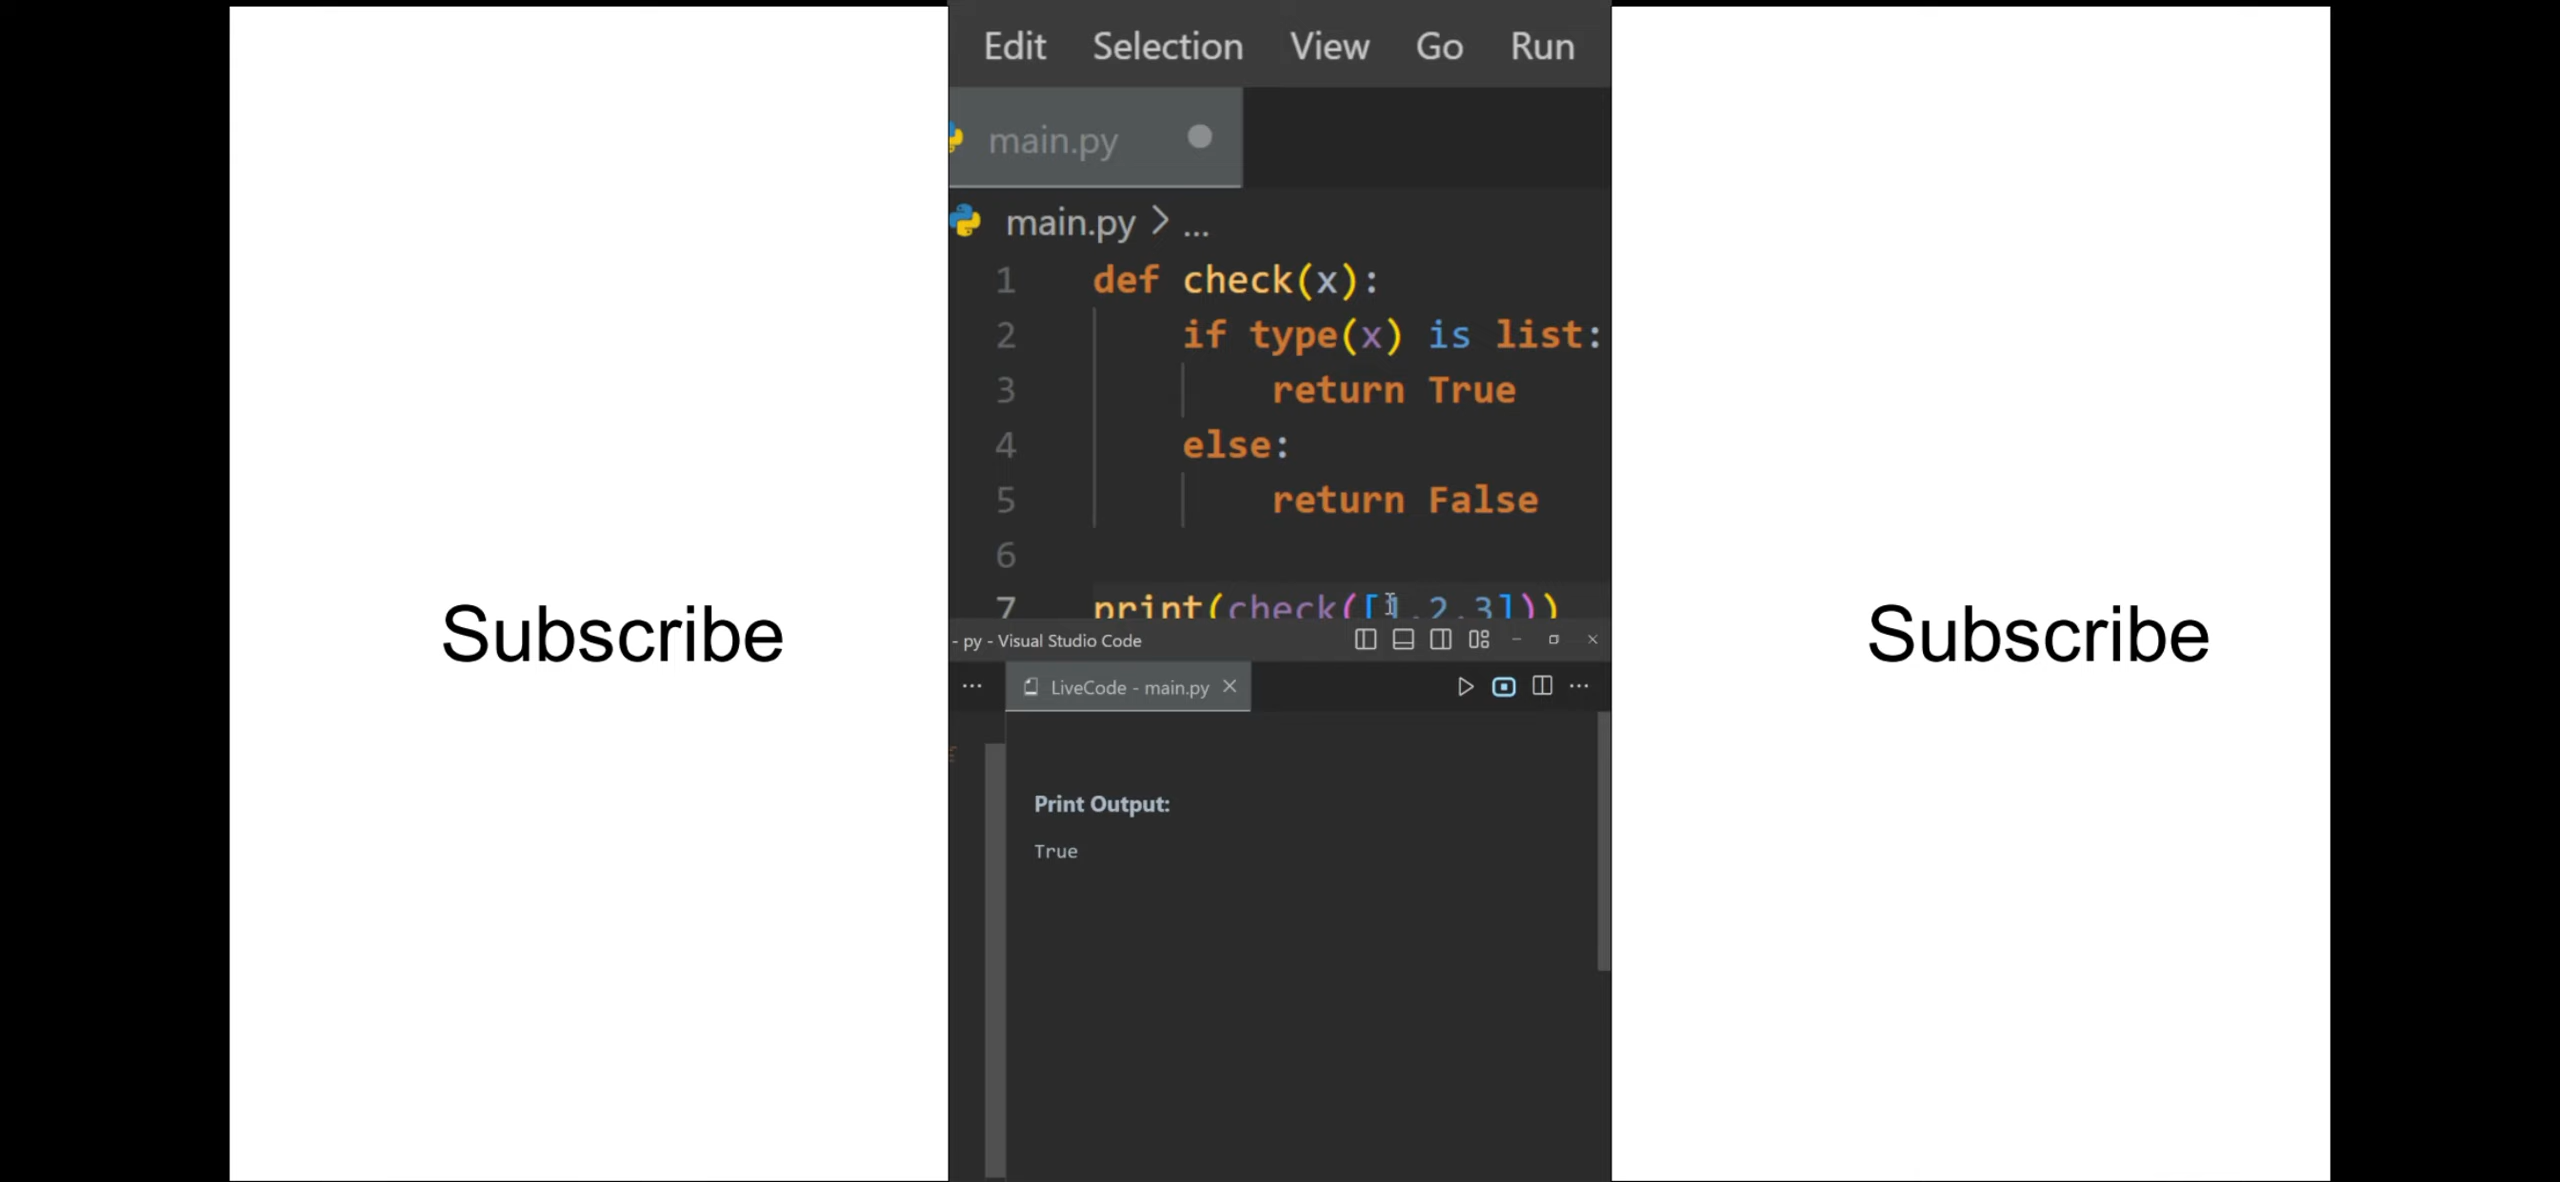 Edit Selection View Go Run
main.py
main.py > ...
1 def check(x):
2 if type(x) is list:
3 return True
4 else:
5 return False
6
7 print(check([1,2,3]))
- py - Visual Studio Code
LiveCode - main.py
Print Output:
True
Subscribe
Subscribe